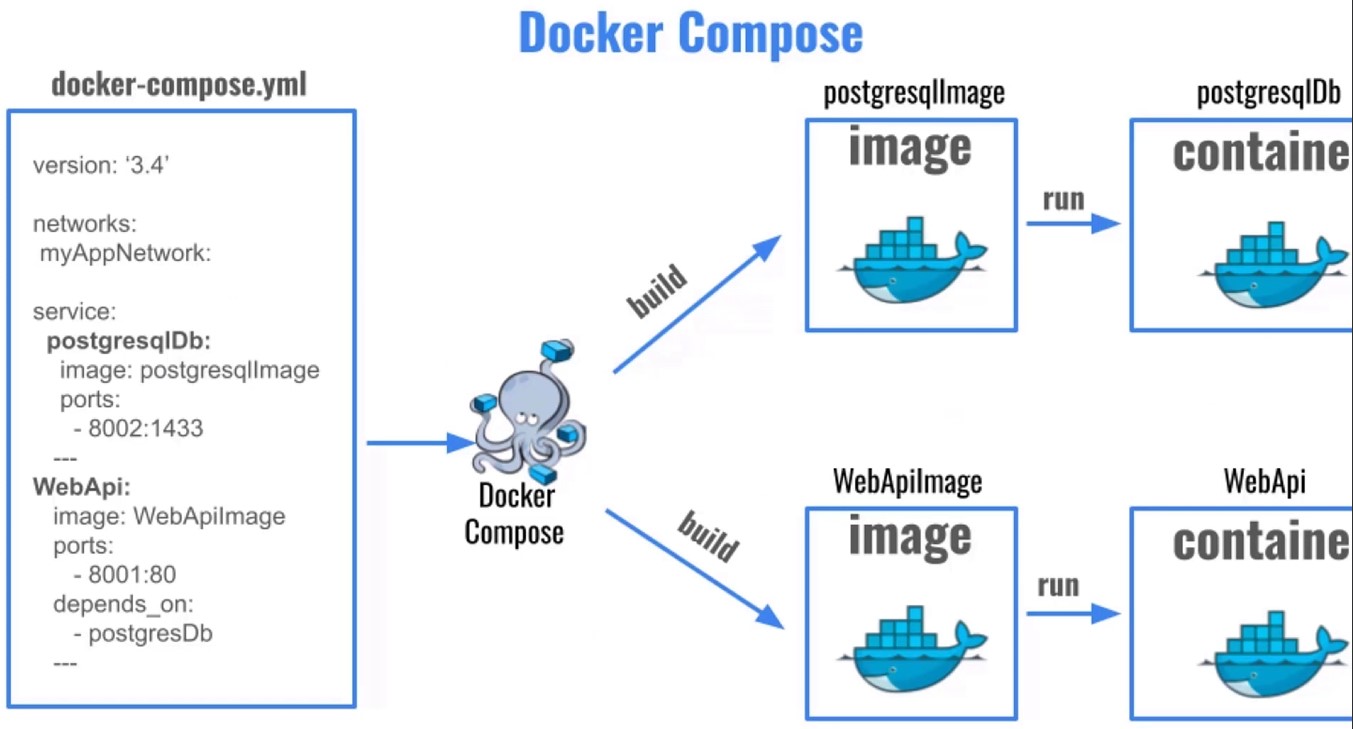 Docker Compose
docker-compose.yml
version: ‘3.4’
networks:
myAppNetwork:
service:
postgresqlDb:
image: postgresqlImage
ports:
- 8002:1433
---
WebApi:
image: WebApiImage
ports:
- 8001:80
depends_on:
- postgresDb
---
Docker
Compose
build
build
postgresqlImage
image
run
postgresqlDb
containe
WebApiImage
image
run
WebApi
containe